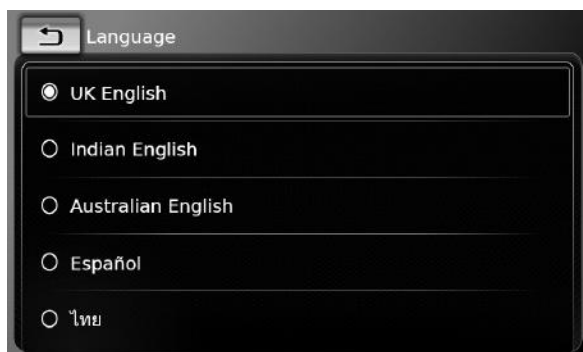 Language
UK English
Indian English
Australian English
Español
ไทย